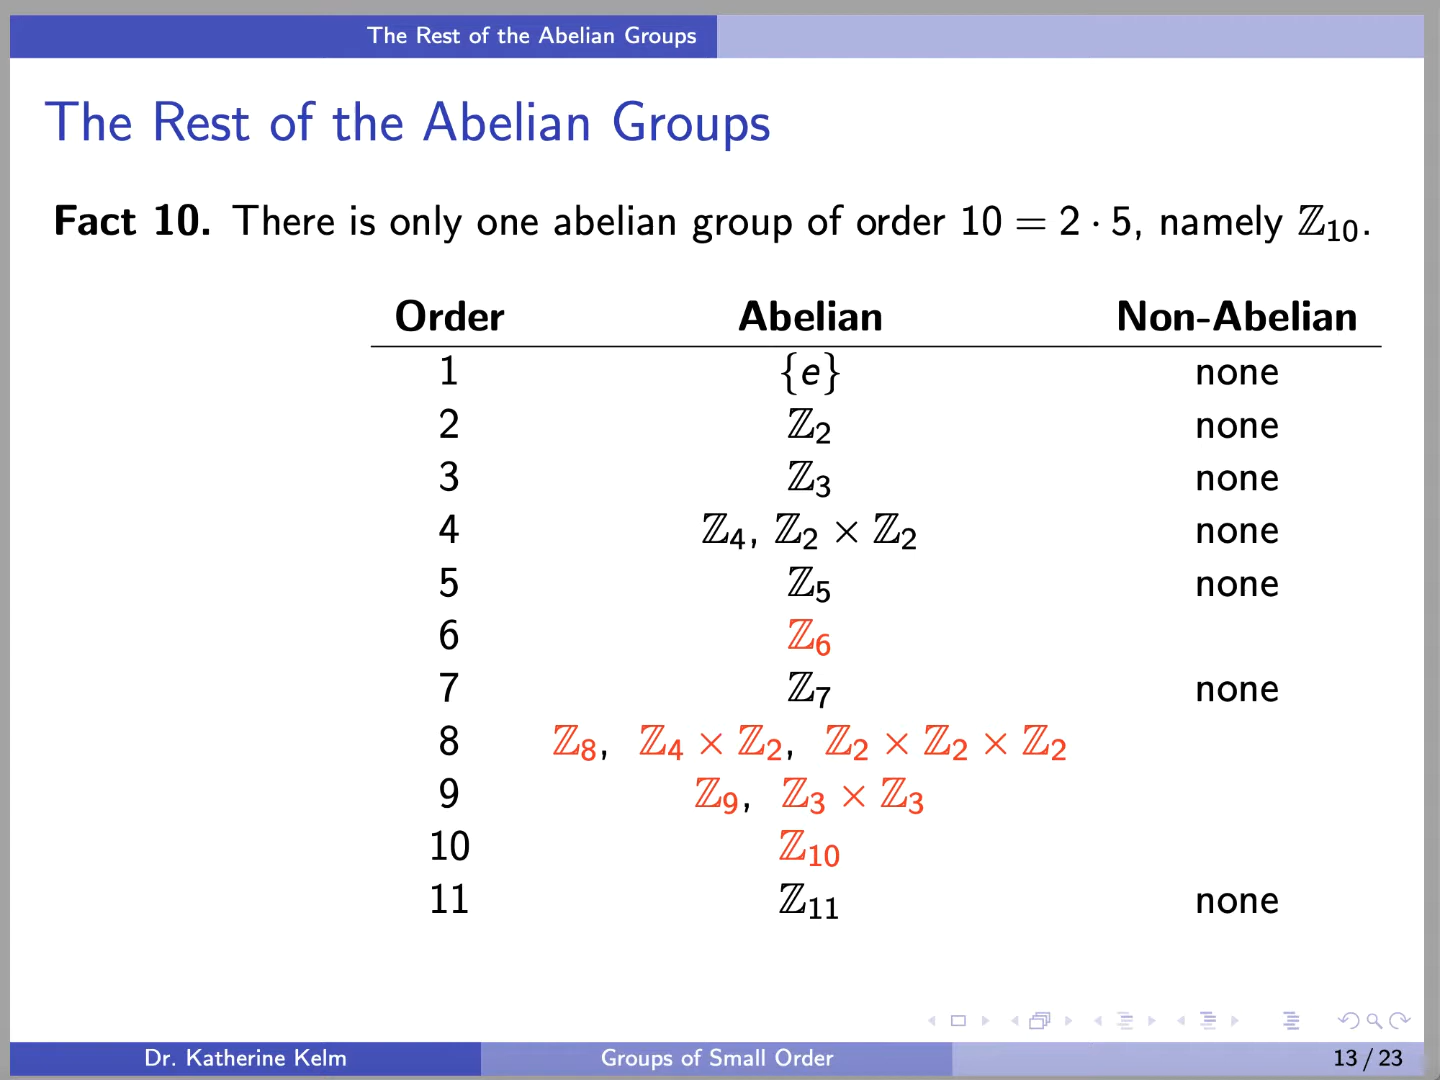 The Rest of the Abelian Groups
The Rest of the Abelian Groups
Fact 10. There is only one abelian group of order 10 = 2 · 5, namely ℤ₁₀.
Order Abelian Non-Abelian
1 {e} none
2 ℤ₂ none
3 ℤ₃ none
4 ℤ₄, ℤ₂ × ℤ₂ none
5 ℤ₅ none
6 ℤ₆
7 ℤ₇ none
8 ℤ₈, ℤ₄ × ℤ₂, ℤ₂ × ℤ₂ × ℤ₂
9 ℤ₉, ℤ₃ × ℤ₃
10 ℤ₁₀
11 ℤ₁₁ none
Dr. Katherine Kelm Groups of Small Order 13 / 23